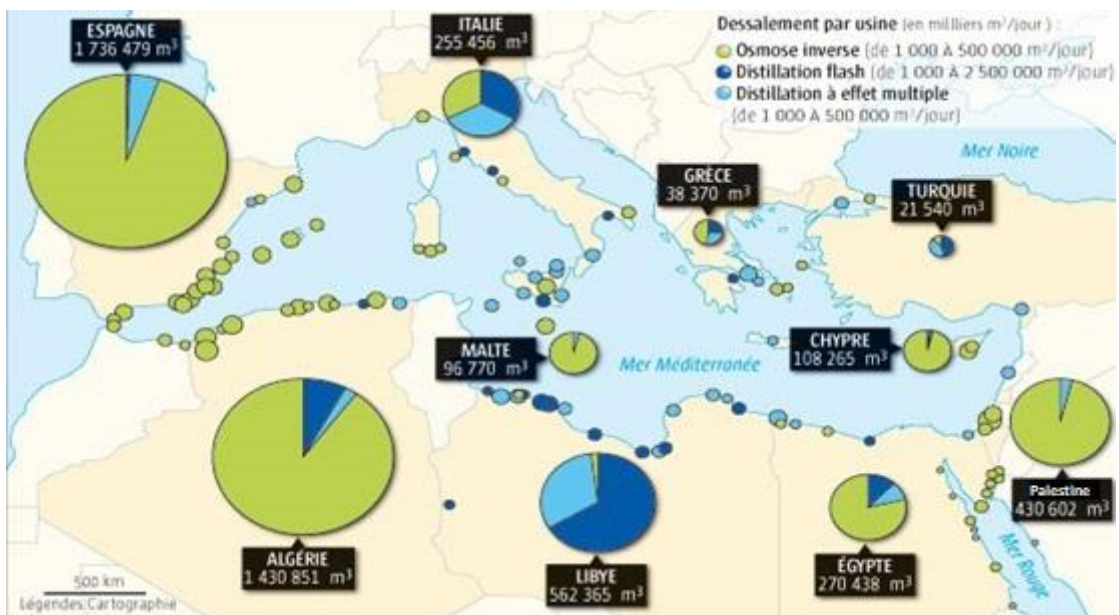 ESPAGNE
1 736 479 m³
ITALIE
255 456 m³
Dessalement par usine (en milliers m³/jour) :
Osmose inverse (de 1 000 à 500 000 m³/jour)
Distillation flash (de 1 000 à 2 500 000 m³/jour)
Distillation à effet multiple
(de 1 000 à 500 000 m³/jour)
Mer Noire
GRÈCE
38 370 m³
TURQUIE
21 540 m³
MALTE
96 770 m³
Mer Méditerranée
CHYPRE
108 265 m³
Palestine
430 602 m³
ALGÉRIE
1 430 851 m³
LIBYE
562 365 m³
ÉGYPTE
270 438 m³
Mer Rouge
500 km
Légendes Cartographie